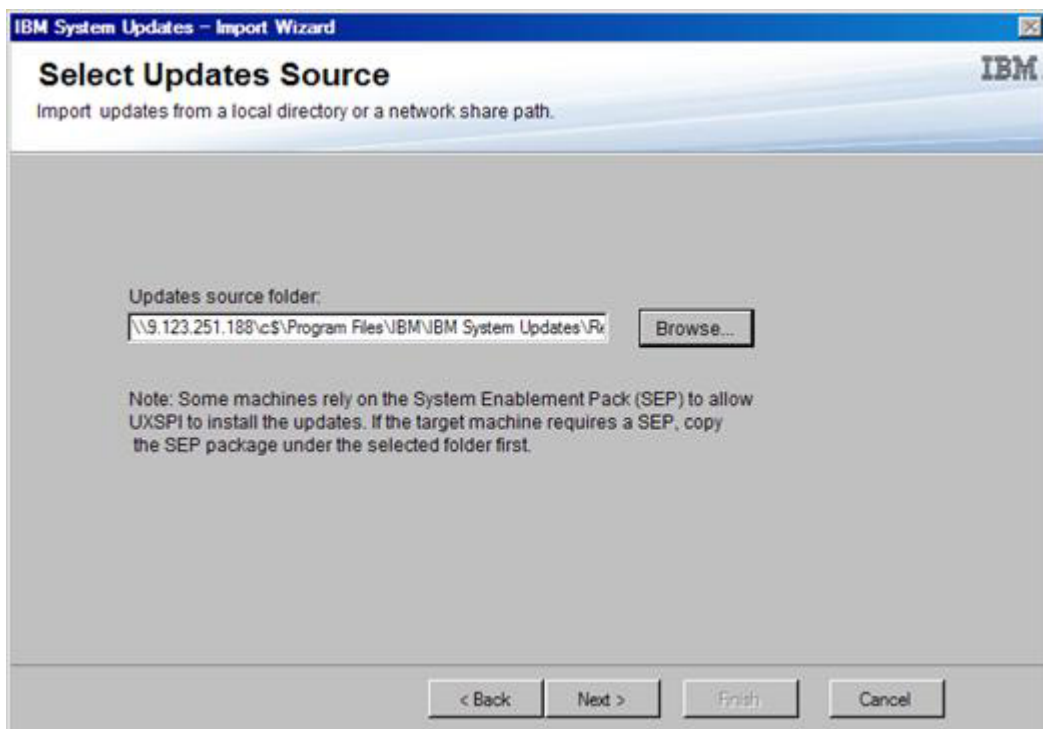 IBM System Updates – Import Wizard
Select Updates Source
IBM
Import updates from a local directory or a network share path.
Updates source folder:
\\9.123.251.188\c$\Program Files\IBM\IBM System Updates\Re
Browse...
Note: Some machines rely on the System Enablement Pack (SEP) to allow
UXSPI to install the updates. If the target machine requires a SEP, copy
the SEP package under the selected folder first.
< Back Next > Finish Cancel